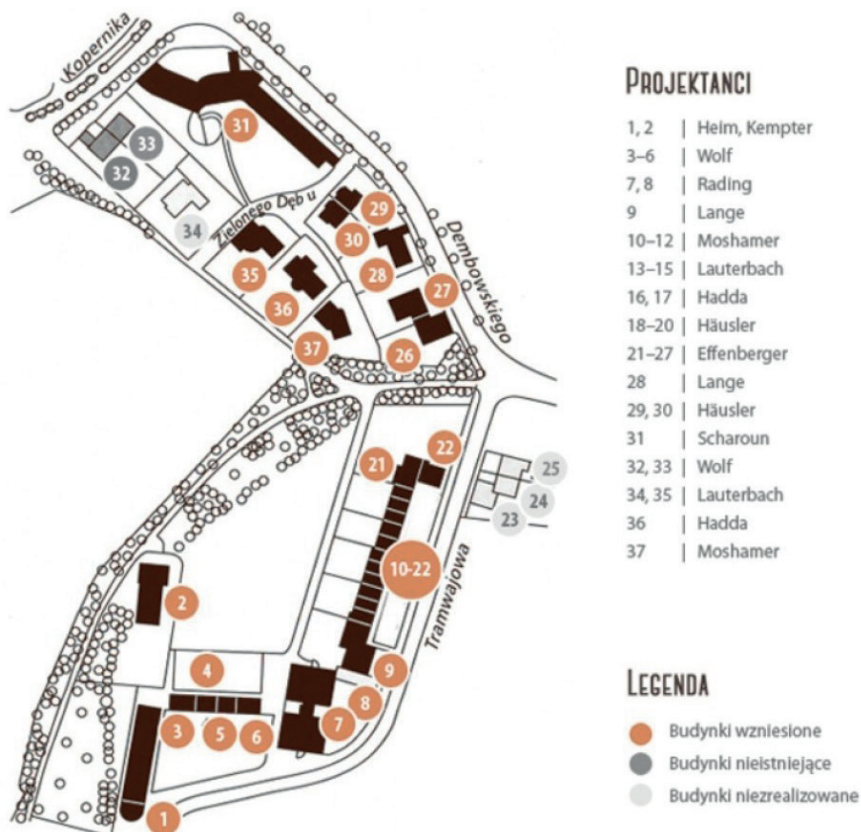 Kopernika
31
33
32
34
Zielonego Dębu
29
30
35
28
Dembowskiego
27
36
37
26
21
22
25
24
23
10-22
Tramwajowa
2
4
9
8
7
3
5
6
1
PROJEKTANCI
1, 2 | Heim, Kempter
3–6 | Wolf
7, 8 | Rading
9 | Lange
10–12 | Moshamer
13–15 | Lauterbach
16, 17 | Hadda
18–20 | Häusler
21–27 | Effenberger
28 | Lange
29, 30 | Häusler
31 | Scharoun
32, 33 | Wolf
34, 35 | Lauterbach
36 | Hadda
37 | Moshamer
LEGENDA
Budynki wzniesione
Budynki nieistniejące
Budynki niezrealizowane